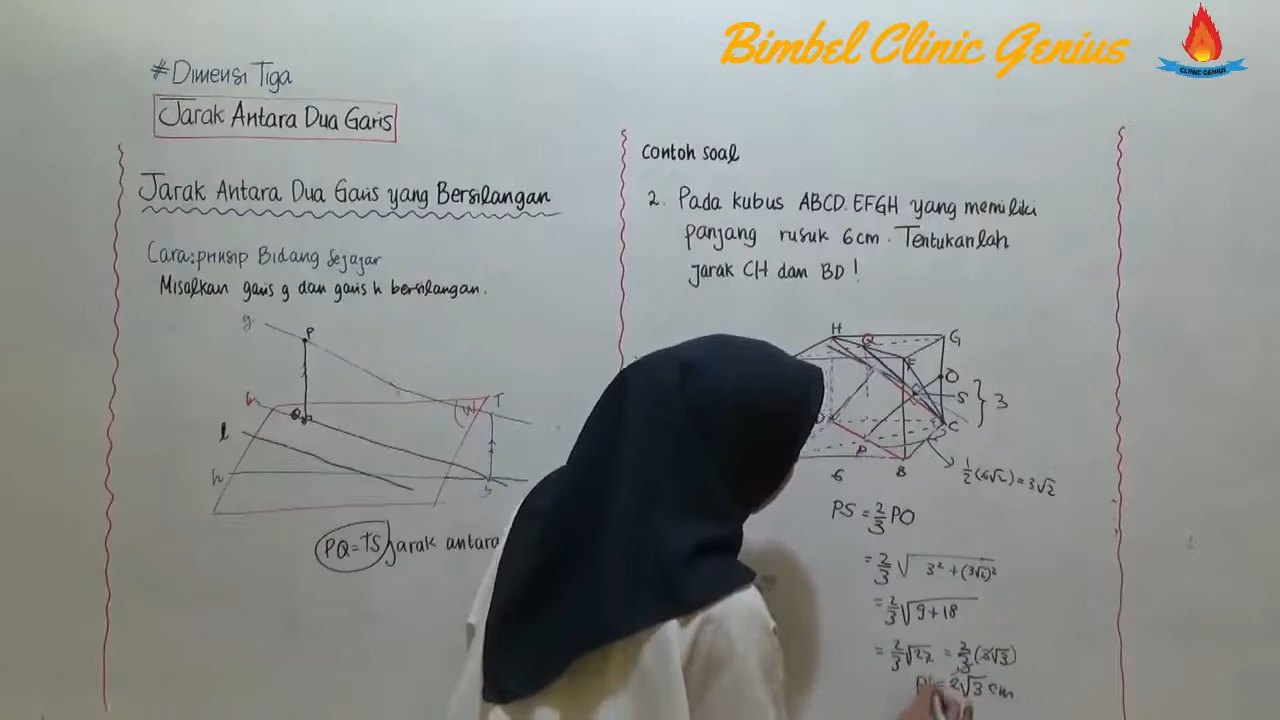 Bimbel Clinic Genius
CLINIC GENIUS
#Dimensi Tiga
Jarak Antara Dua Garis
Jarak Antara Dua Garis yang Bersilangan
Cara:prinsip Bidang Sejajar
Misalkan garis g dan garis h bersilangan.
g
P
T
W
Q
l
h
S
PQ=TS jarak antara
Contoh soal
2. Pada kubus ABCD.EFGH yang memiliki
panjang rusuk 6cm. Tentukanlah
jarak CH dan BD!
H
Q
G
F
O
S
3
D
C
P
B
6
1/2(6√2)=3√2
PS = 2/3 PO
= 2/3 √3² + (3√2)²
= 2/3 √9+18
= 2/3 √27 = 2/3 (3√3)
= 2√3 cm